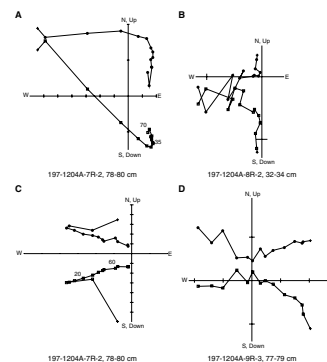 A
N, Up
W
E
70
35
S, Down
197-1204A-7R-2, 78-80 cm
B
N, Up
W
E
S, Down
197-1204A-8R-2, 32-34 cm
C
N, Up
W
E
60
20
S, Down
197-1204A-7R-2, 78-80 cm
D
N, Up
W
E
S, Down
197-1204A-9R-3, 77-79 cm